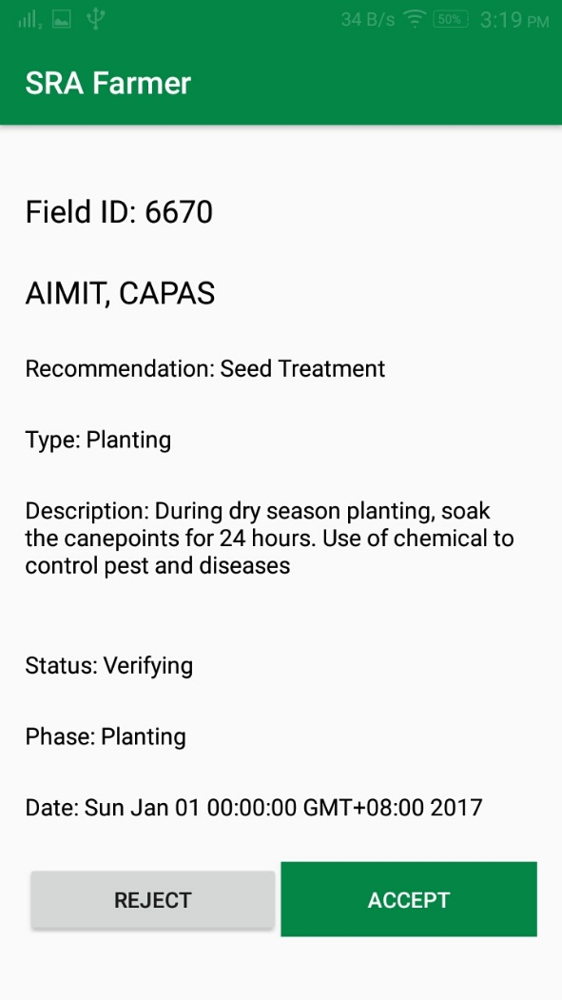 34 B/s 50% 3:19 PM
SRA Farmer
Field ID: 6670
AIMIT, CAPAS
Recommendation: Seed Treatment
Type: Planting
Description: During dry season planting, soak
the canepoints for 24 hours. Use of chemical to
control pest and diseases
Status: Verifying
Phase: Planting
Date: Sun Jan 01 00:00:00 GMT+08:00 2017
REJECT ACCEPT